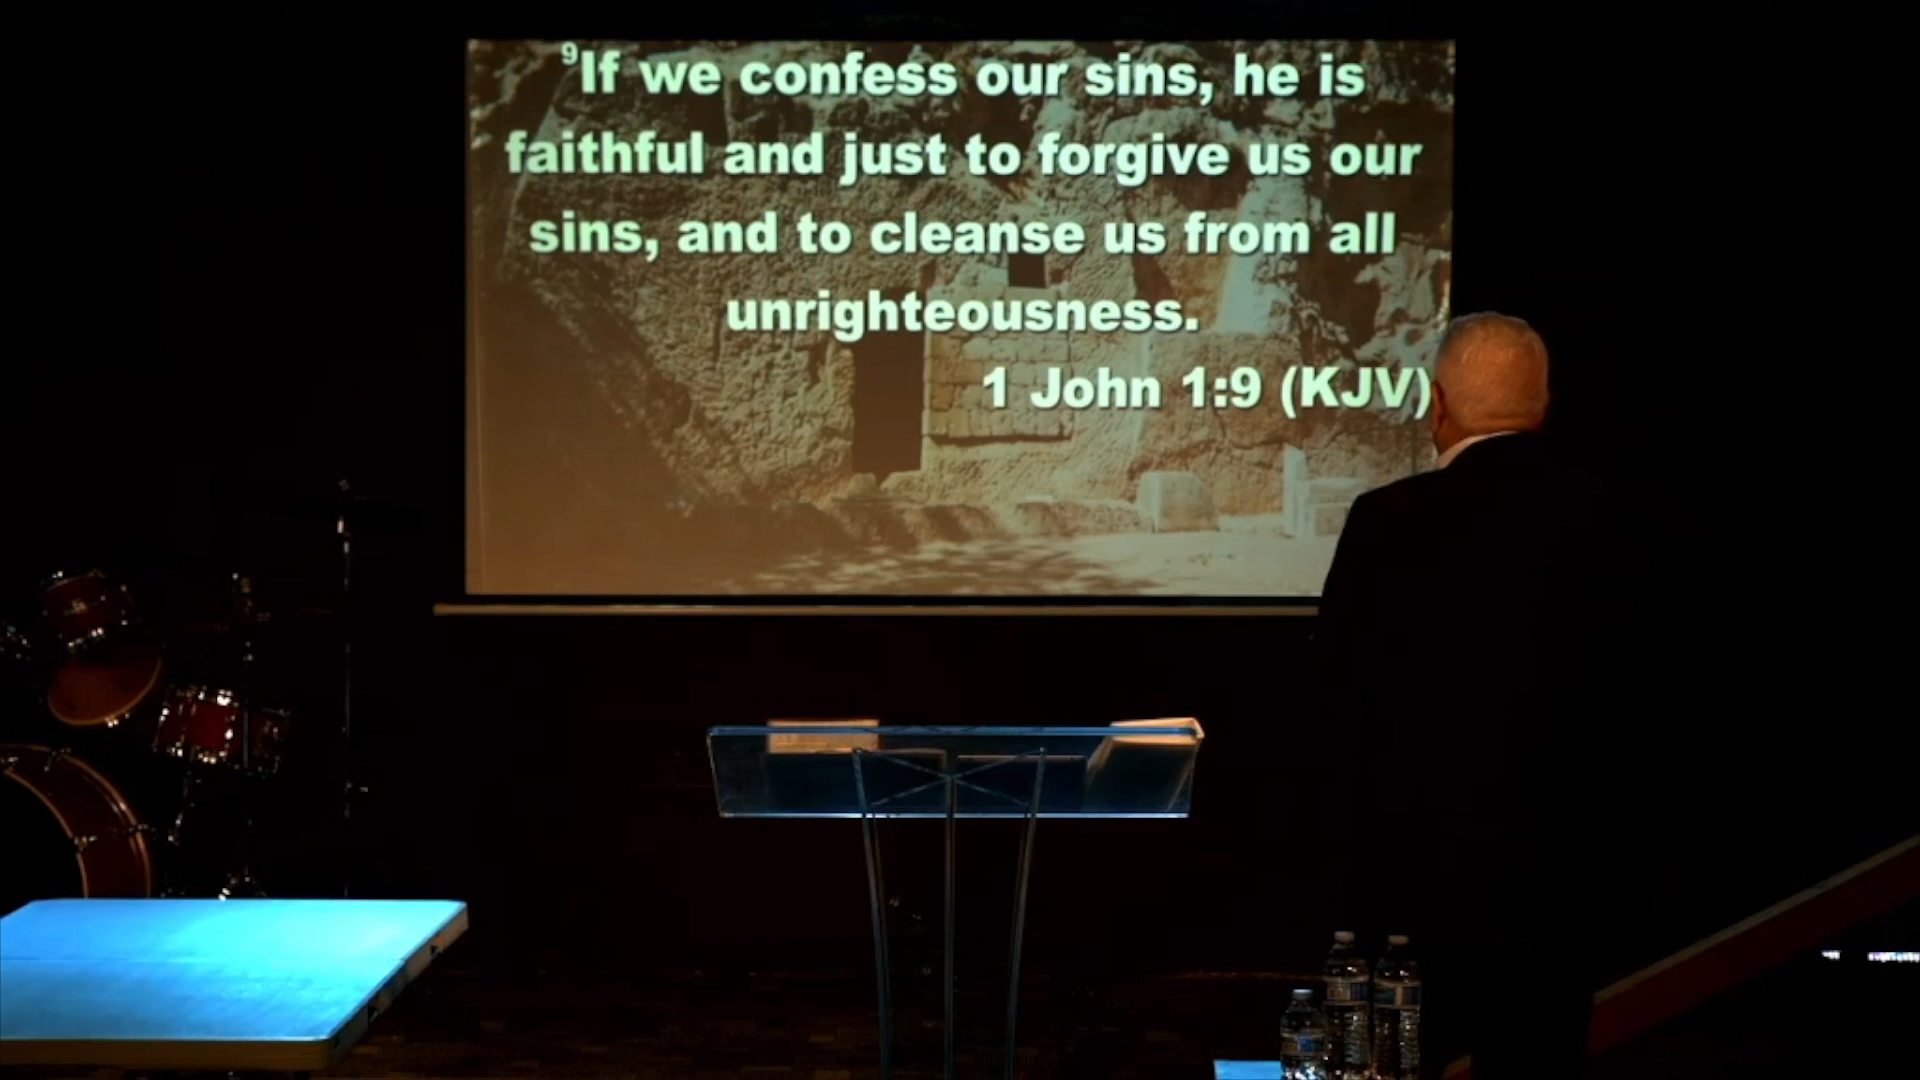 ⁹If we confess our sins, he is
faithful and just to forgive us our
sins, and to cleanse us from all
unrighteousness.
1 John 1:9 (KJV)